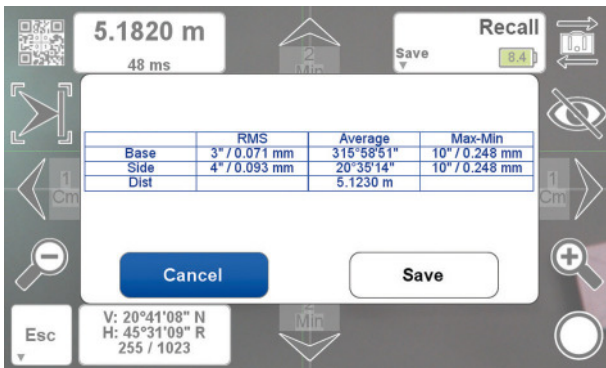 5.1820 m
48 ms
2
Min
Recall
Save
8.4
RMS Average Max-Min
Base 3" / 0.071 mm 315°58'51" 10" / 0.248 mm
Side 4" / 0.093 mm 20°35'14" 10" / 0.248 mm
Dist 5.1230 m
1
Cm
1
Cm
Cancel
Save
Esc
V: 20°41'08" N
H: 45°31'09" R
255 / 1023
Min